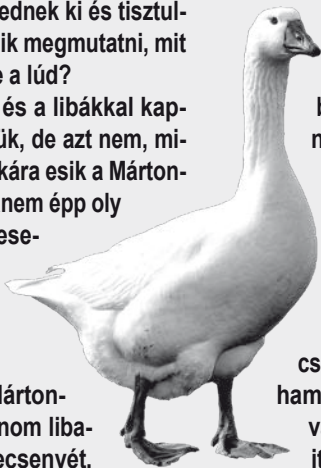 ednek ki és tisztul-
ik megmutatni, mit
e a lúd?
és a libákkal kap-
ük, de azt nem, mi-
kára esik a Márton-
nem épp oly
ese-
Márton-
nom liba-
ecsenyét.
b
n
cs
ham
v
it